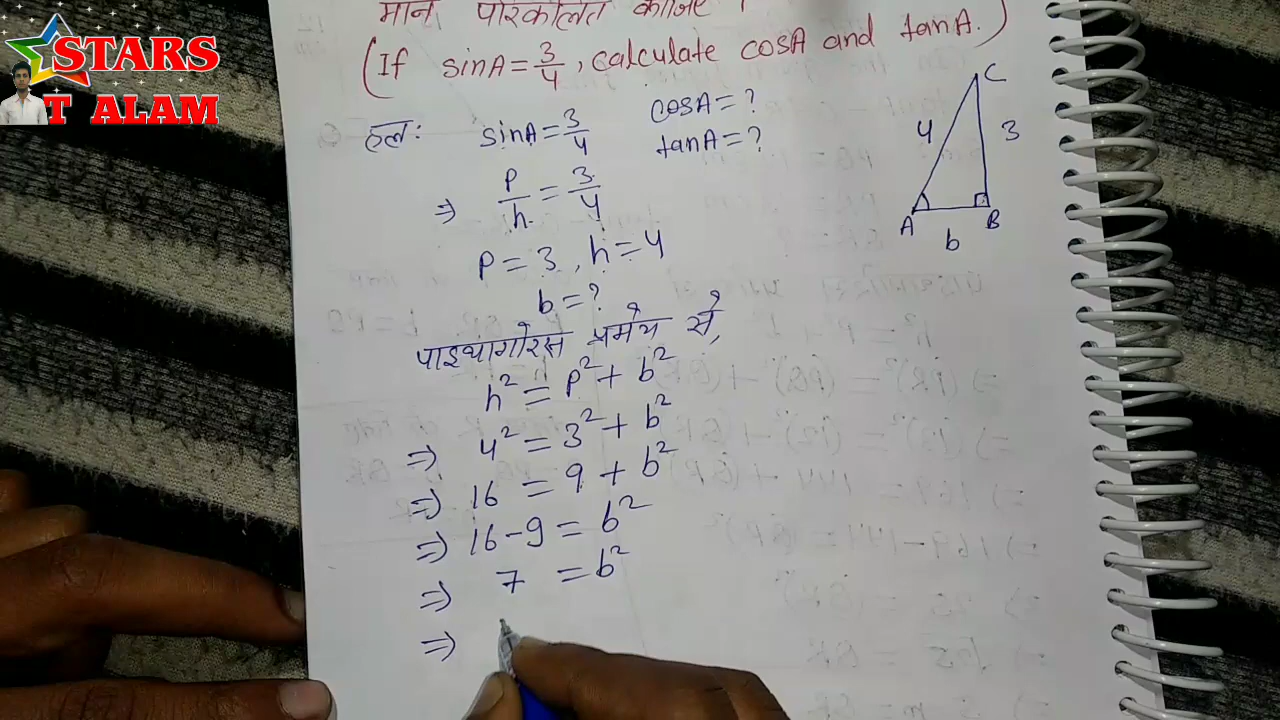 STARS
T ALAM
मान परिकलित कीजिए ।
(If sinA = 3/4, calculate cosA and tanA.)
हल: sinA = 3/4 cosA = ?
tanA = ?
⇒ P/h = 3/4
P = 3, h = 4
b = ?
पाइथागोरस प्रमेय से,
h² = P² + b²
⇒ 4² = 3² + b²
⇒ 16 = 9 + b²
⇒ 16 - 9 = b²
⇒ 7 = b²
⇒
C
4 3
A B
b